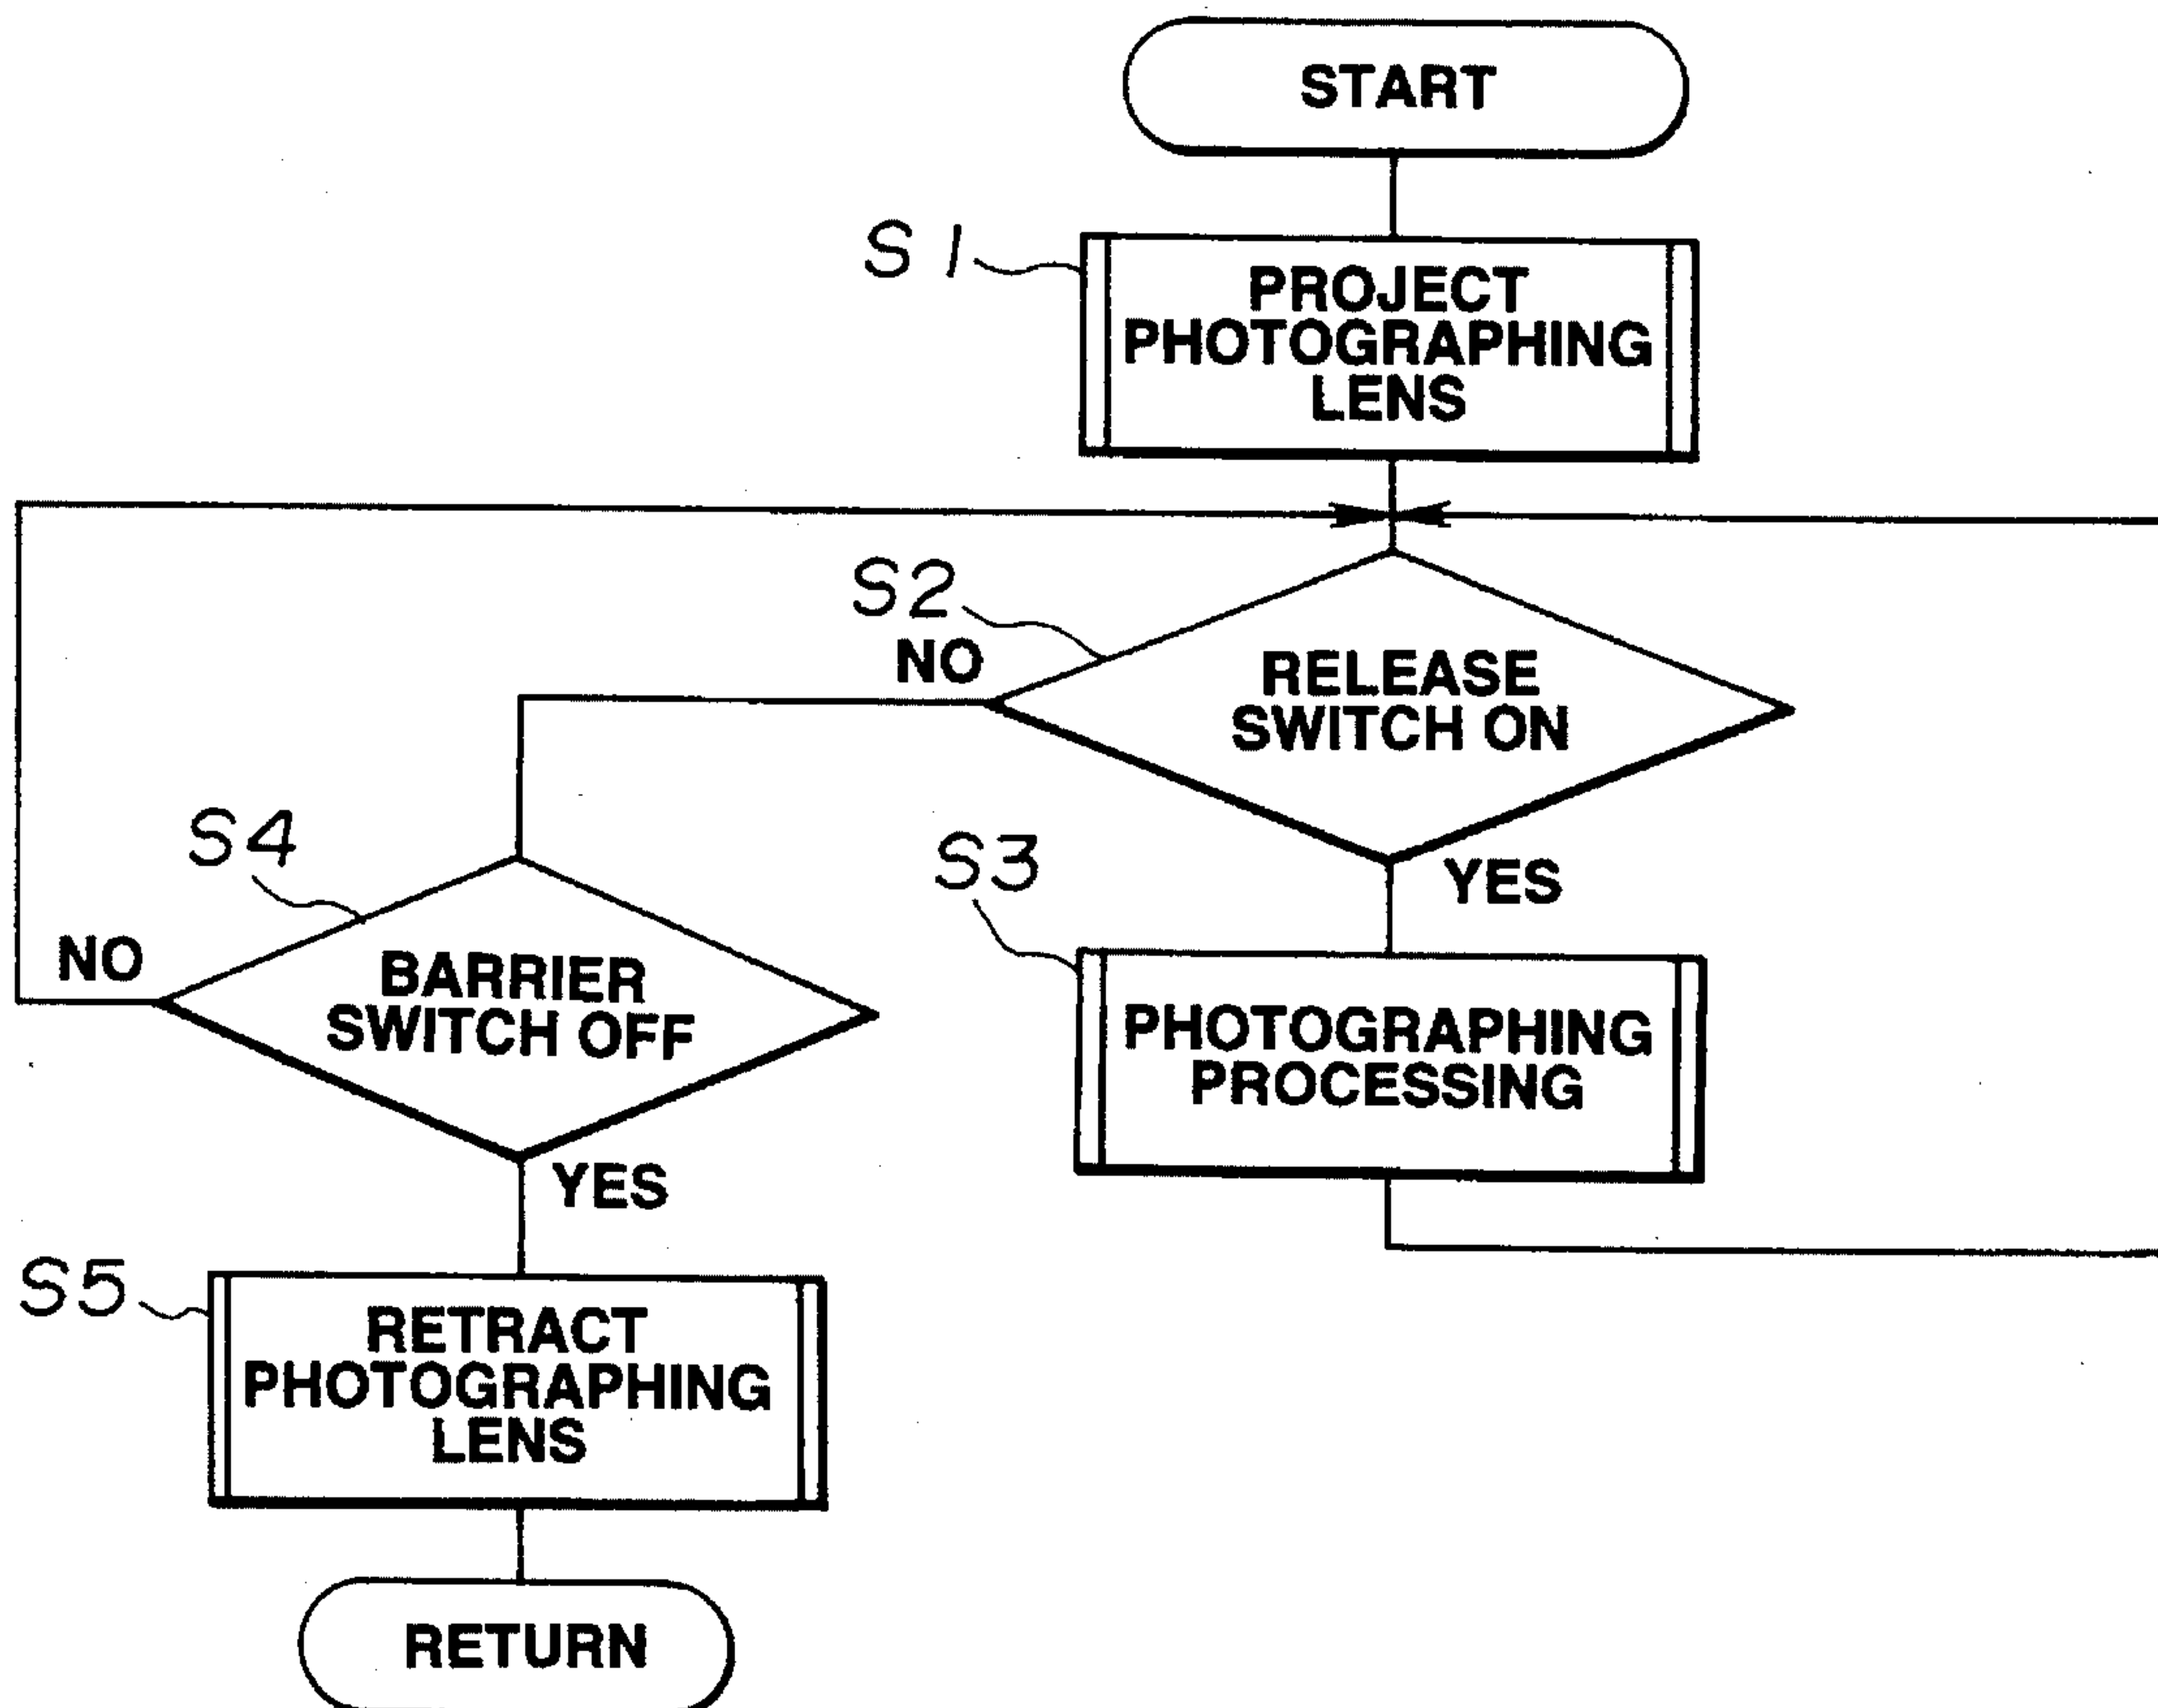 START
S1
PROJECT
PHOTOGRAPHING
LENS
S2
NO
RELEASE
SWITCH ON
YES
S4
NO
BARRIER
SWITCH OFF
YES
S3
PHOTOGRAPHING
PROCESSING
S5
RETRACT
PHOTOGRAPHING
LENS
RETURN